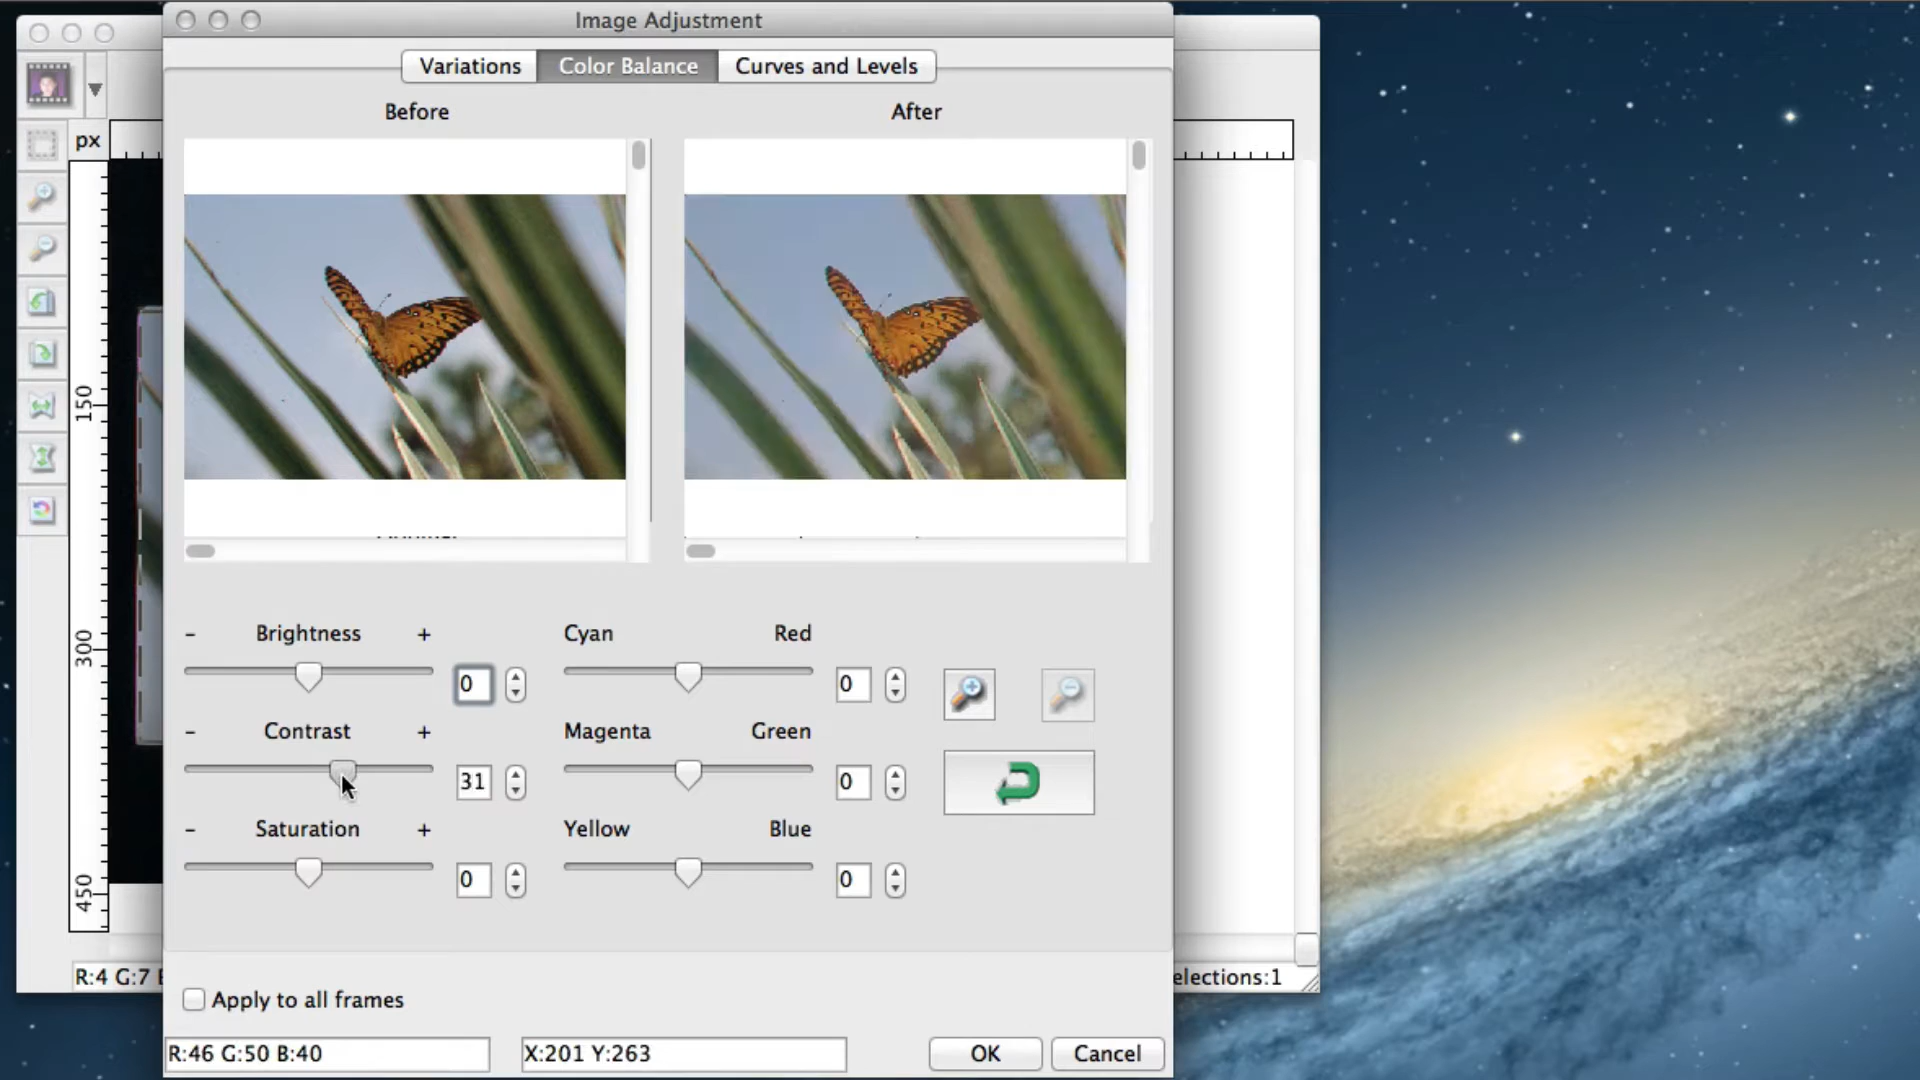 Image Adjustment
Variations Color Balance Curves and Levels
Before After
px
150
300
450
- Brightness + Cyan Red
0 0
- Contrast + Magenta Green
31 0
- Saturation + Yellow Blue
0 0
R:4 G:7
elections:1
Apply to all frames
R:46 G:50 B:40 X:201 Y:263 OK Cancel